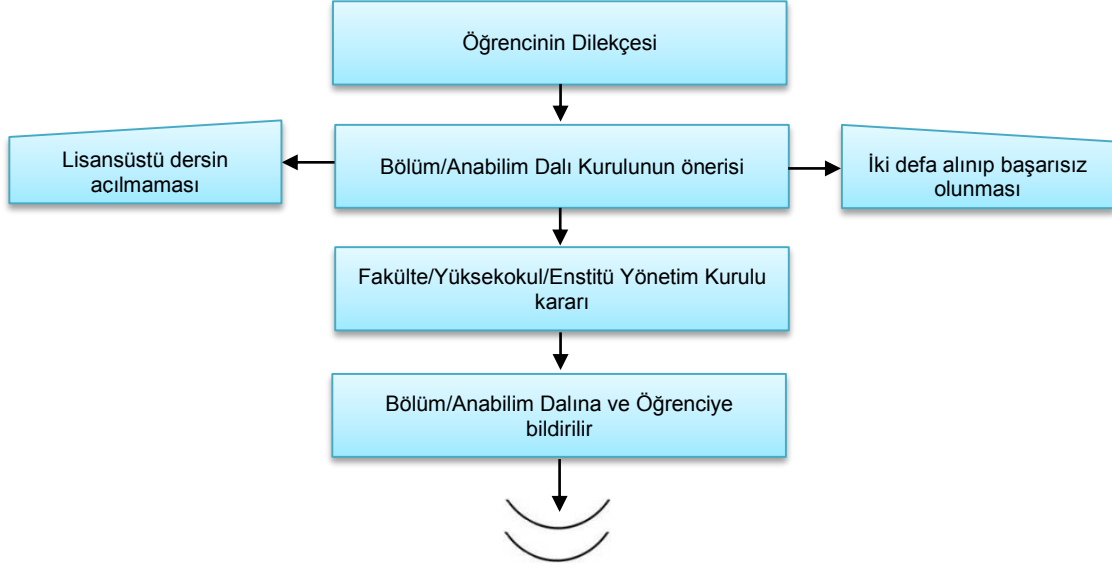 Öğrencinin Dilekçesi
Lisansüstü dersin
açılmaması
Bölüm/Anabilim Dalı Kurulunun önerisi
İki defa alınıp başarısız
olunması
Fakülte/Yüksekokul/Enstitü Yönetim Kurulu
kararı
Bölüm/Anabilim Dalına ve Öğrenciye
bildirilir